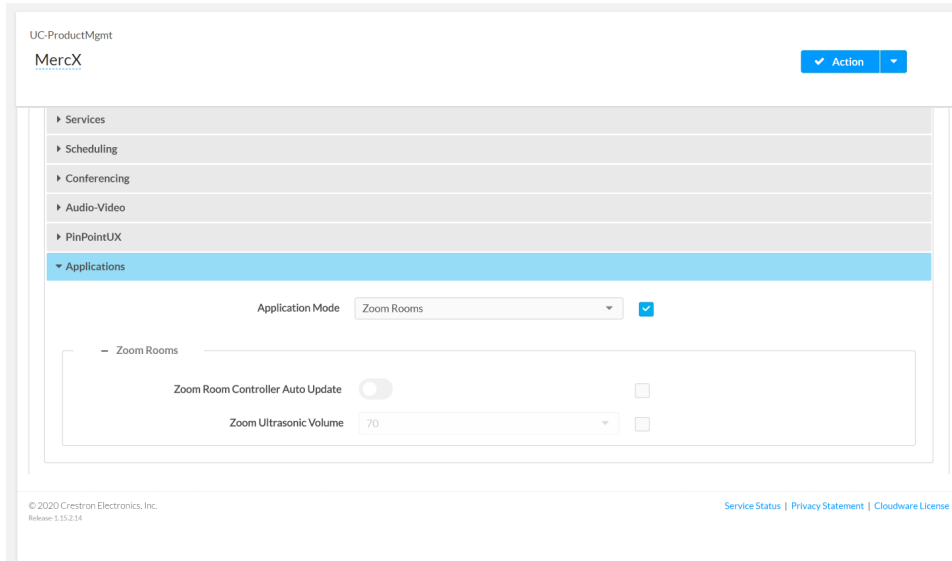 UC-ProductMgmt
MercX
Action
Services
Scheduling
Conferencing
Audio-Video
PinPointUX
Applications
Application Mode Zoom Rooms
Zoom Rooms
Zoom Room Controller Auto Update
Zoom Ultrasonic Volume 70
© 2020 Crestron Electronics, Inc. Service Status | Privacy Statement | Cloudware License
Release-1.15.2.14